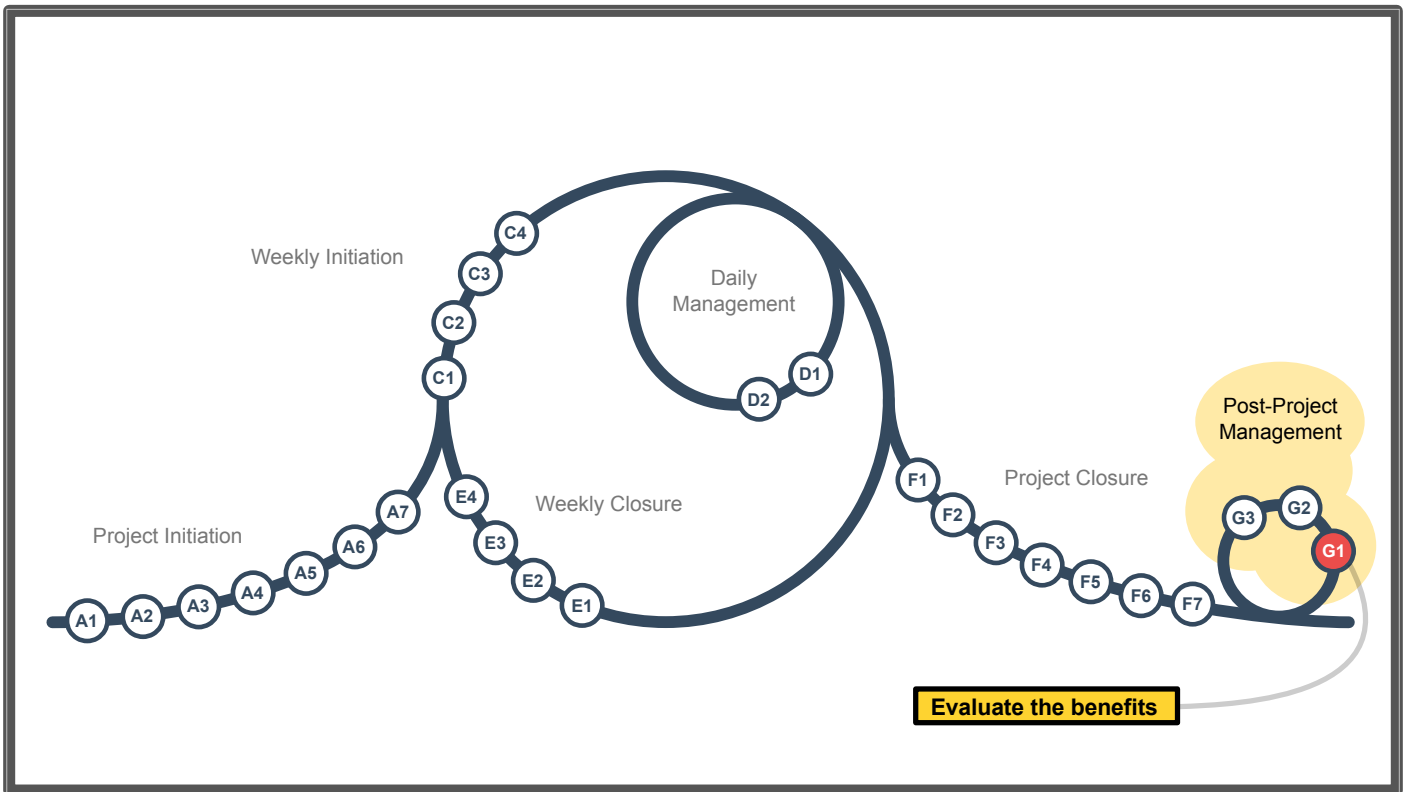 Weekly Initiation
C4
C3
C2
C1
Daily
Management
D1
D2
Post-Project
Management
G3
G2
G1
Project Closure
F1
F2
F3
F4
F5
F6
F7
Weekly Closure
E4
E3
E2
E1
Project Initiation
A1
A2
A3
A4
A5
A6
A7
Evaluate the benefits